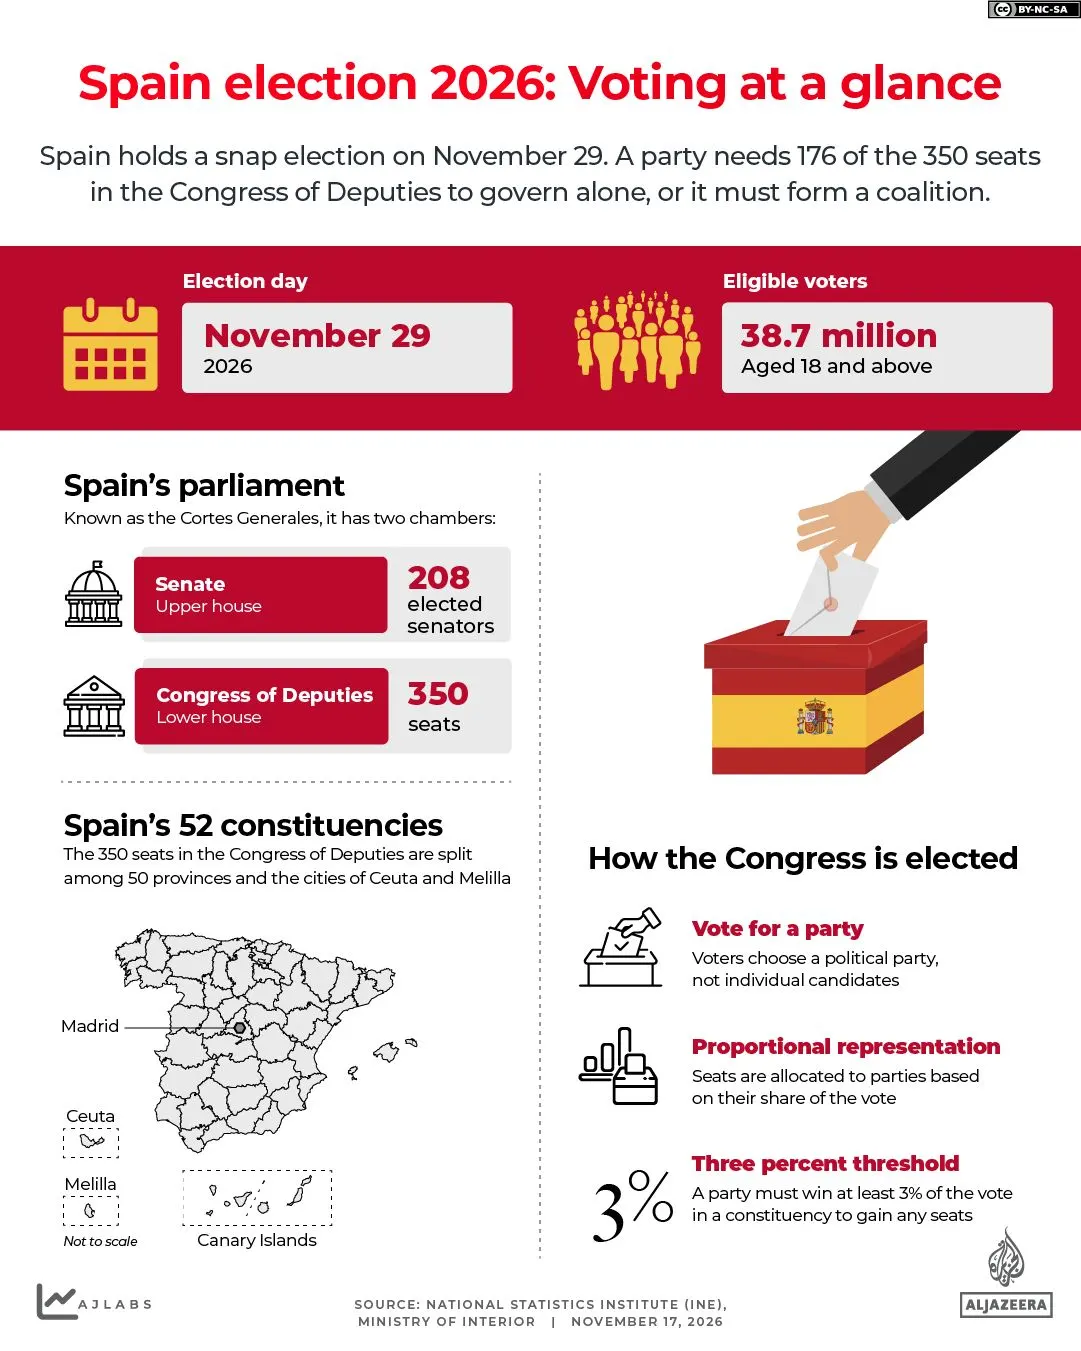 BY-NC-SA
Spain election 2026: Voting at a glance
Spain holds a snap election on November 29. A party needs 176 of the 350 seats
in the Congress of Deputies to govern alone, or it must form a coalition.
Election day
November 29
2026
Eligible voters
38.7 million
Aged 18 and above
Spain's parliament
Known as the Cortes Generales, it has two chambers:
Senate
Upper house
208
elected
senators
Congress of Deputies
Lower house
350
seats
Spain's 52 constituencies
The 350 seats in the Congress of Deputies are split
among 50 provinces and the cities of Ceuta and Melilla
Madrid
Ceuta
Melilla
Not to scale
Canary Islands
How the Congress is elected
Vote for a party
Voters choose a political party,
not individual candidates
Proportional representation
Seats are allocated to parties based
on their share of the vote
3%
Three percent threshold
A party must win at least 3% of the vote
in a constituency to gain any seats
AJLABS
SOURCE: NATIONAL STATISTICS INSTITUTE (INE),
MINISTRY OF INTERIOR | NOVEMBER 17, 2026
ALJAZEERA